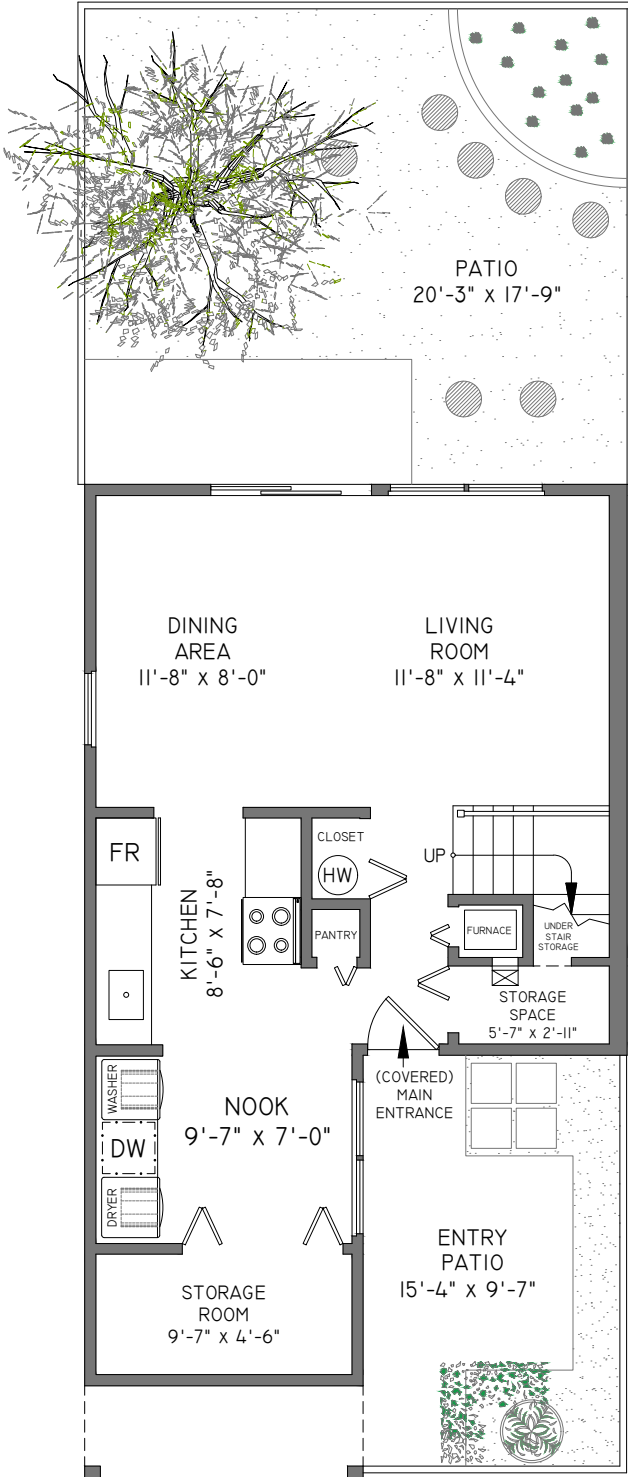 PATIO
20'-3" X 17'-9"
DINING
AREA
11'-8" X 8'-0"
LIVING
ROOM
11'-8" X 11'-4"
FR
KITCHEN
8'-6" X 7'-8"
CLOSET
HW
PANTRY
UP
FURNACE
UNDER
STAIR
STORAGE
STORAGE
SPACE
5'-7" X 2'-11"
(COVERED)
MAIN
ENTRANCE
WASHER
DW
DRYER
NOOK
9'-7" X 7'-0"
ENTRY
PATIO
15'-4" X 9'-7"
STORAGE
ROOM
9'-7" X 4'-6"